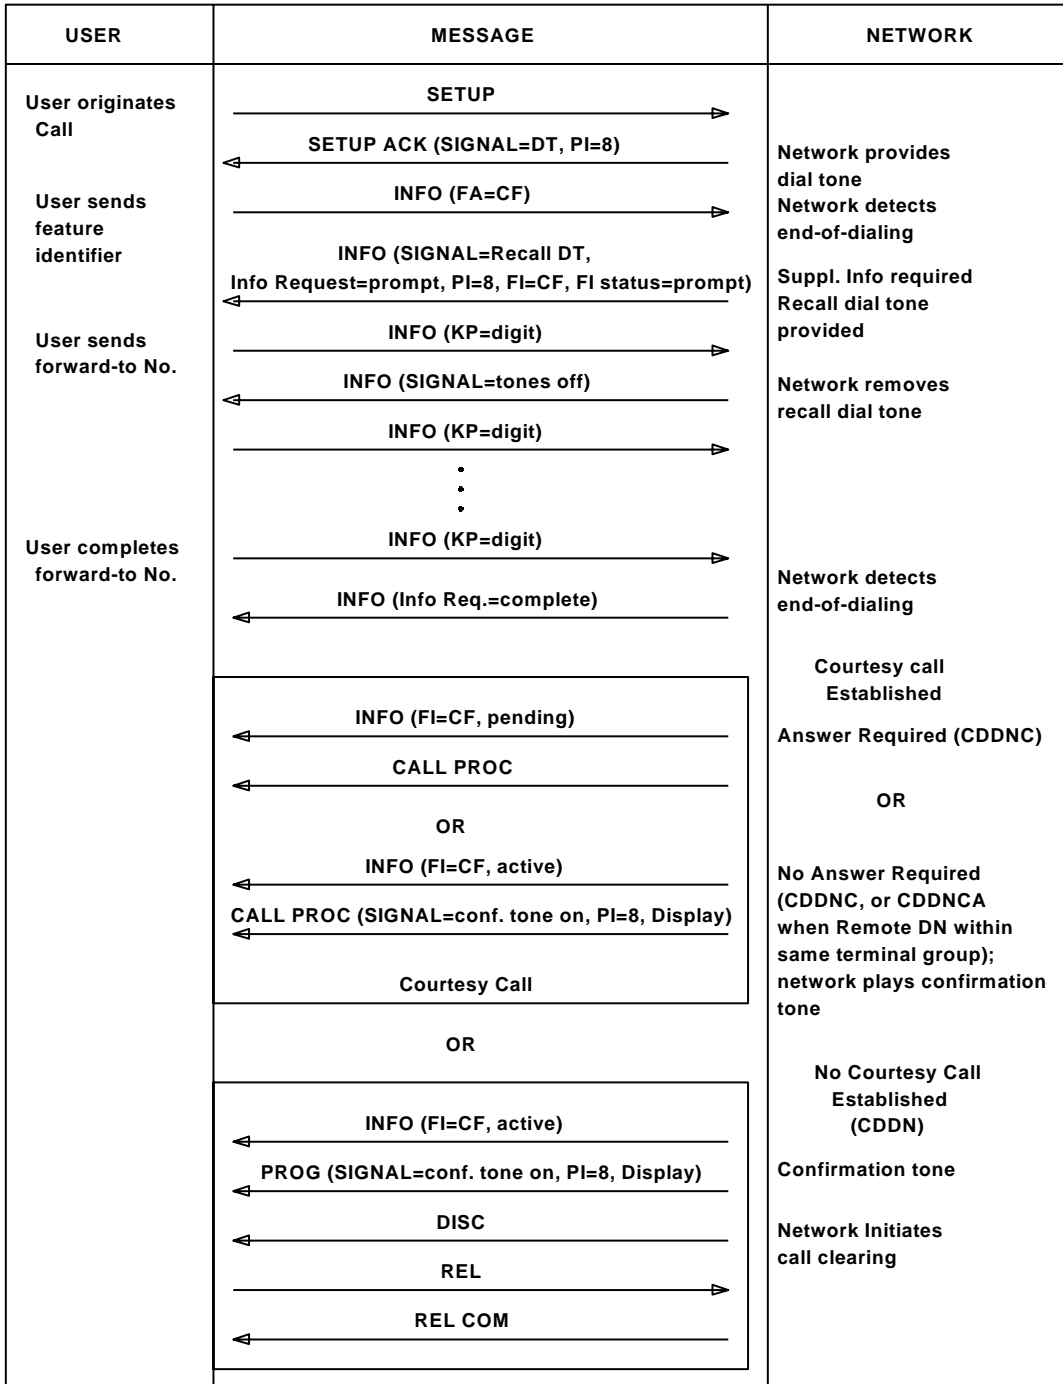 USER MESSAGE NETWORK
User originates
Call
SETUP
SETUP ACK (SIGNAL=DT, PI=8)
Network provides
dial tone
User sends
feature
identifier
INFO (FA=CF)
Network detects
end-of-dialing
INFO (SIGNAL=Recall DT,
Info Request=prompt, PI=8, FI=CF, FI status=prompt)
Suppl. Info required
Recall dial tone
provided
User sends
forward-to No.
INFO (KP=digit)
INFO (SIGNAL=tones off)
Network removes
recall dial tone
INFO (KP=digit)
User completes
forward-to No.
INFO (KP=digit)
INFO (Info Req.=complete)
Network detects
end-of-dialing
Courtesy call
Established
INFO (FI=CF, pending)
Answer Required (CDDNC)
CALL PROC
OR
OR
INFO (FI=CF, active)
CALL PROC (SIGNAL=conf. tone on, PI=8, Display)
Courtesy Call
No Answer Required
(CDDNC, or CDDNCA
when Remote DN within
same terminal group);
network plays confirmation
tone
OR
No Courtesy Call
Established
(CDDN)
INFO (FI=CF, active)
PROG (SIGNAL=conf. tone on, PI=8, Display)
Confirmation tone
DISC
Network Initiates
call clearing
REL
REL COM